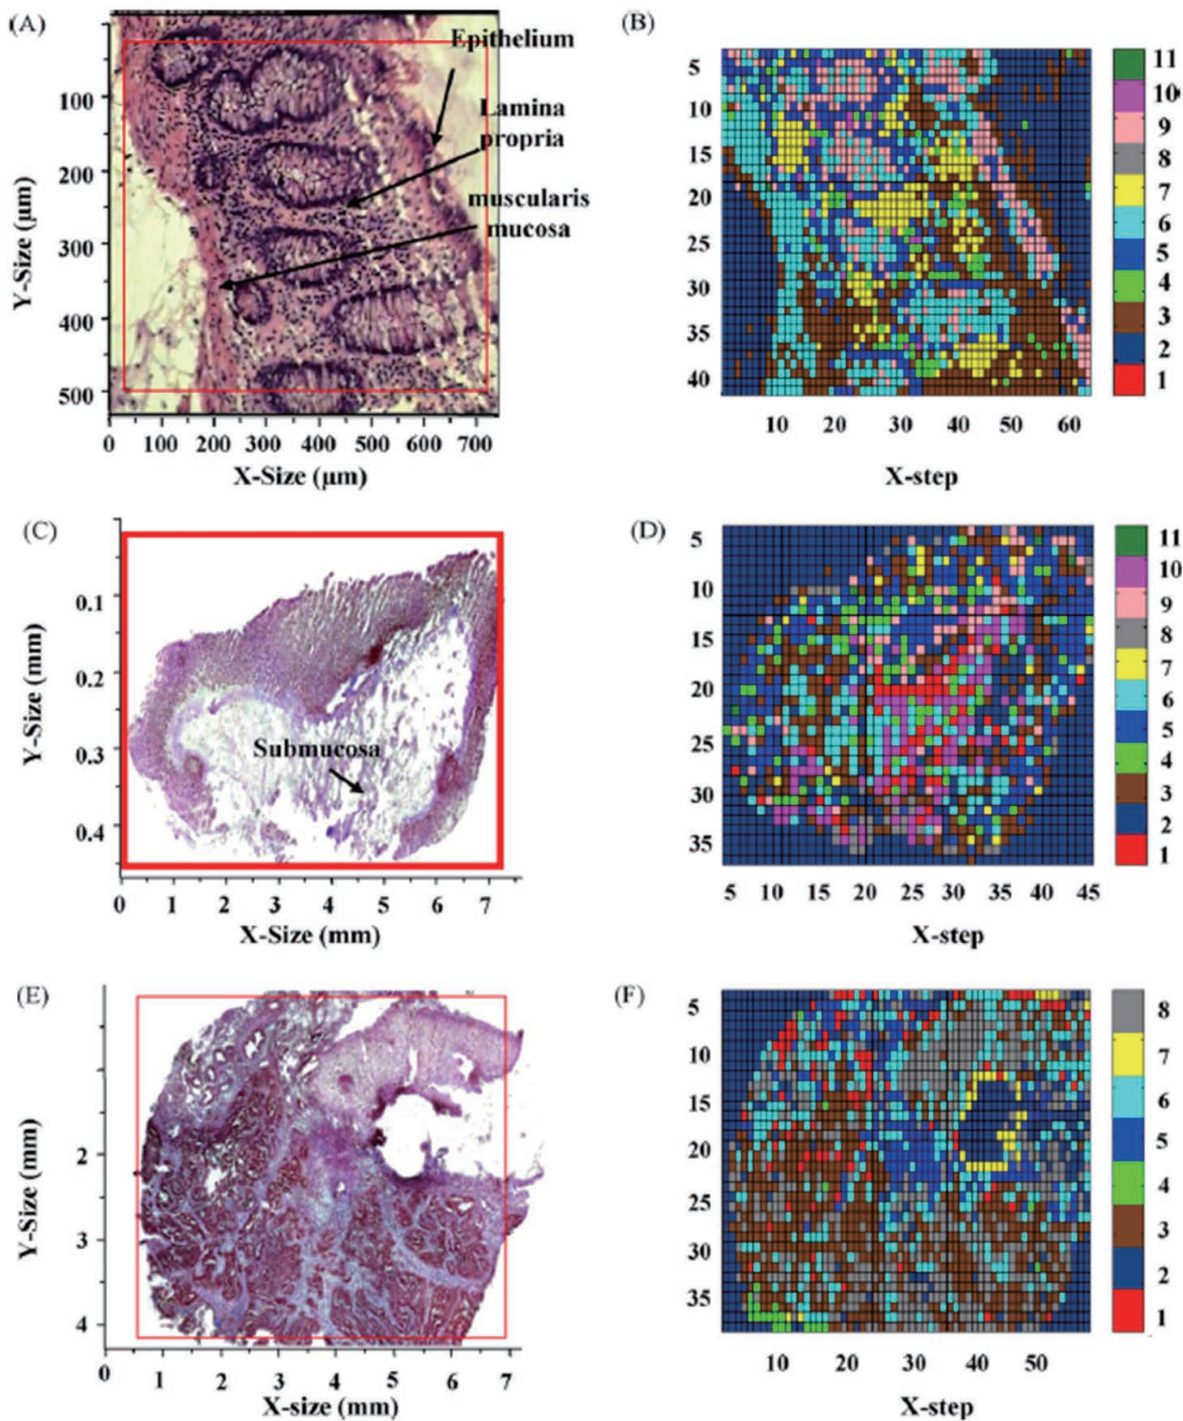 (A)
Epithelium
Lamina
propria
muscularis
mucosa
100
200
300
400
500
Y-Size (µm)
0 100 200 300 400 500 600 700
X-Size (µm)
(B)
5
10
15
20
25
30
35
40
10 20 30 40 50 60
X-step
11
10
9
8
7
6
5
4
3
2
1
(C)
Submucosa
0.1
0.2
0.3
0.4
Y-Size (mm)
0 1 2 3 4 5 6 7
X-Size (mm)
(D)
5
10
15
20
25
30
35
5 10 15 20 25 30 35 40 45
X-step
11
10
9
8
7
6
5
4
3
2
1
(E)
2
3
4
Y-Size (mm)
0 1 2 3 4 5 6 7
X-size (mm)
(F)
5
10
15
20
25
30
35
10 20 30 40 50
X-step
8
7
6
5
4
3
2
1